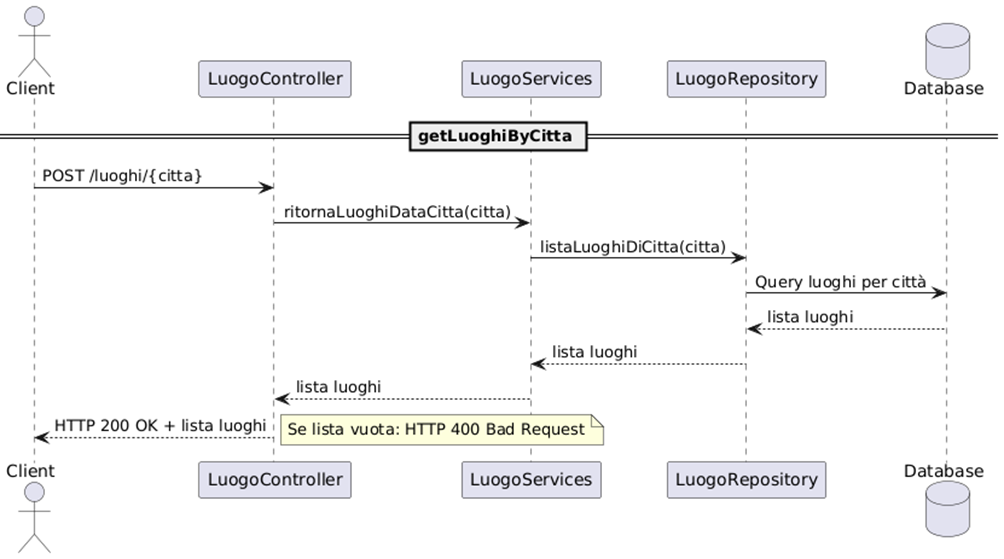 Client
LuogoController
LuogoServices
LuogoRepository
Database
getLuoghiByCitta
POST /luoghi/{citta}
ritornaLuoghiDataCitta(citta)
listaLuoghiDiCitta(citta)
Query luoghi per città
lista luoghi
lista luoghi
lista luoghi
HTTP 200 OK + lista luoghi
Se lista vuota: HTTP 400 Bad Request
Client
LuogoController
LuogoServices
LuogoRepository
Database